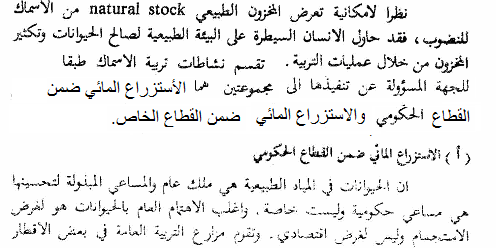 نظرا لامكانية تعرض المخزون الطبيعي natural stock من الاسماك
للنضوب، فقد حاول الانسان السيطرة على البيئة الطبيعية لصالح الحيوانات وتكثير
المخزون من خلال عمليات التربية. تقسم نشاطات تربية الاسماك طبقا
للجهة المسؤولة عن تنفيذها الى مجموعتين هما الأستزراع المائي ضمن
القطاع الحكومي والاستزراع المائي ضمن القطاع الخاص.
( أ ) الاستزراع المائي ضمن القطاع الحكومي
ان الحيوانات في المياد الطبيعية هي ملك عام والمساعي المبذولة لتحسينها
هي مساعي حكومية وليست خاصة. واغلب الاهتمام العام بالحيوانات هو لغرض
الاستجمام وليس لغرض اقتصادي. وتقوم مزارع التربية العامة في بعض الاقطار